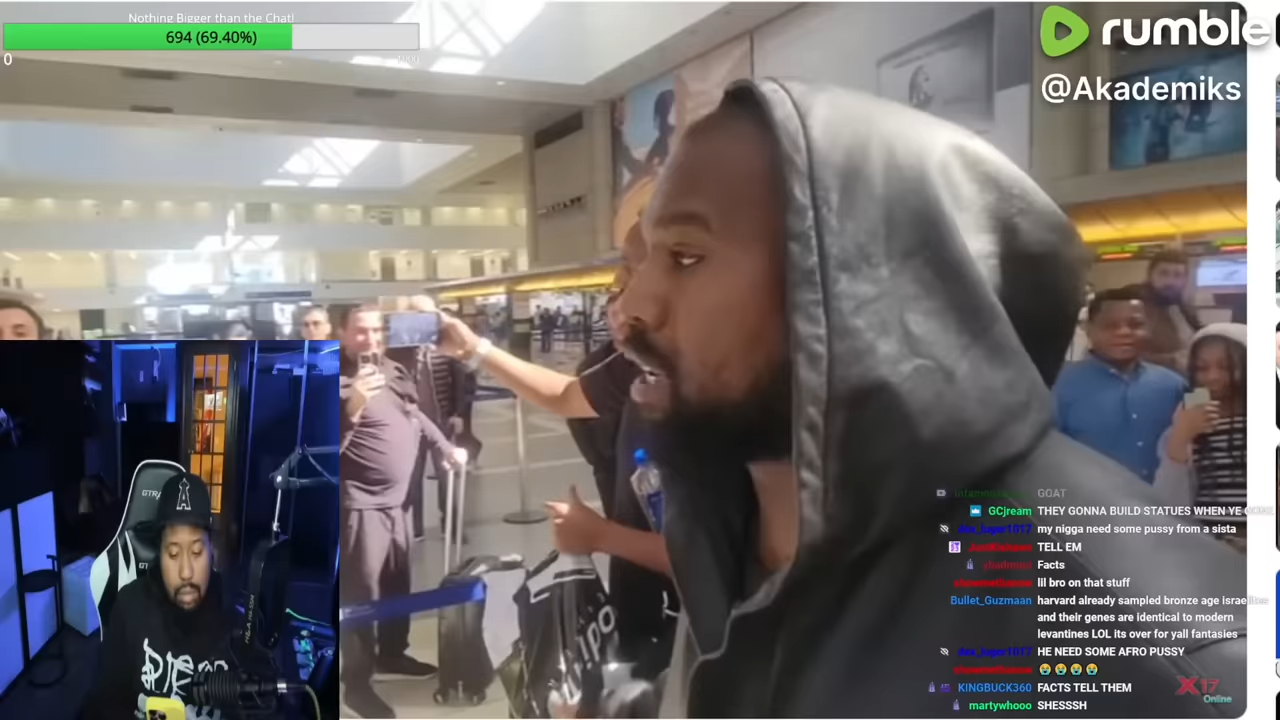 Nothing Bigger than the Chat!
694 (69.40%)
0
rumble
@Akademiks
GOAT
GCjream THEY GONNA BUILD STATUES WHEN YE
my nigga need some pussy from a sista
TELL EM
Facts
lil bro on that stuff
Bullet_Guzmaan harvard already sampled bronze age israelites
and their genes are identical to modern
levantines LOL its over for yall fantasies
HE NEED SOME AFRO PUSSY
😭😭😭😭
KINGBUCK360 FACTS TELL THEM
martywhooo SHESSSH
X17
Online